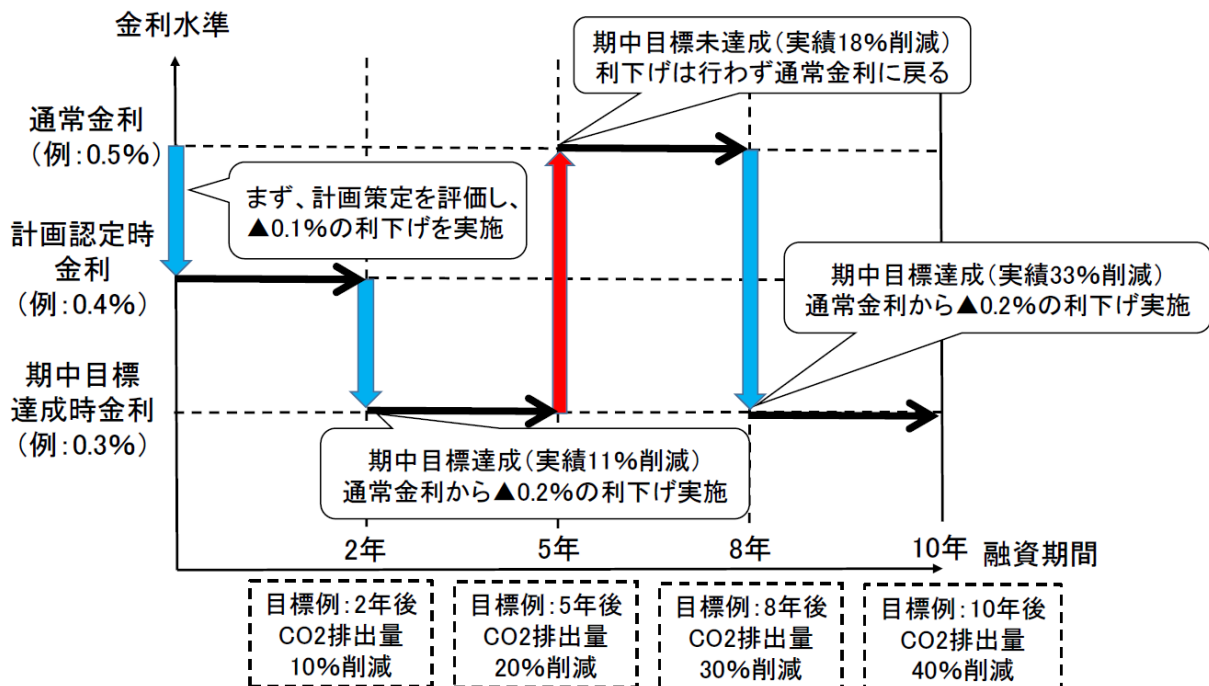 金利水準
期中目標未達成(実績18%削減)
利下げは行わず通常金利に戻る
通常金利
(例:0.5%)
まず、計画策定を評価し、
▲0.1%の利下げを実施
計画認定時
金利
(例:0.4%)
期中目標達成(実績33%削減)
通常金利から▲0.2%の利下げ実施
期中目標
達成時金利
(例:0.3%)
期中目標達成(実績11%削減)
通常金利から▲0.2%の利下げ実施
2年
5年
8年
10年
融資期間
目標例:2年後
CO2排出量
10%削減
目標例:5年後
CO2排出量
20%削減
目標例:8年後
CO2排出量
30%削減
目標例:10年後
CO2排出量
40%削減